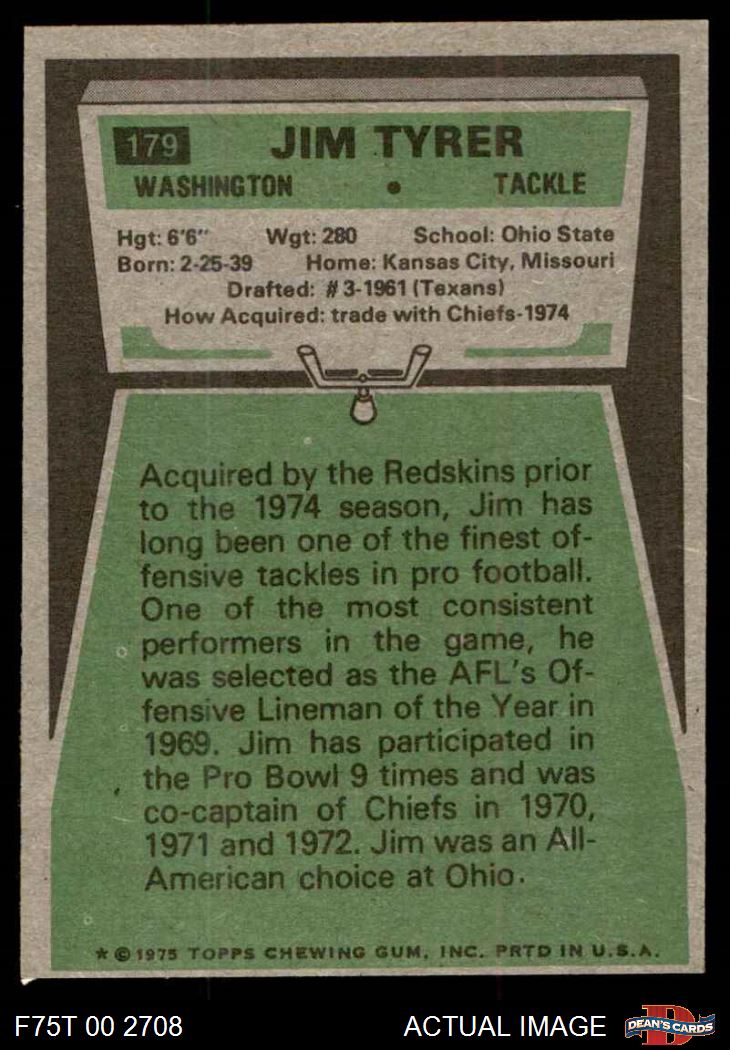 179 JIM TYRER
WASHINGTON • TACKLE
Hgt: 6'6" Wgt: 280 School: Ohio State
Born: 2-25-39 Home: Kansas City, Missouri
Drafted: #3-1961 (Texans)
How Acquired: trade with Chiefs-1974
Acquired by the Redskins prior
to the 1974 season, Jim has
long been one of the finest of-
fensive tackles in pro football.
One of the most consistent
performers in the game, he
was selected as the AFL's Of-
fensive Lineman of the Year in
1969. Jim has participated in
the Pro Bowl 9 times and was
co-captain of Chiefs in 1970,
1971 and 1972. Jim was an All-
American choice at Ohio.
* © 1975 TOPPS CHEWING GUM, INC. PRTD IN U.S.A.
F75T 00 2708 ACTUAL IMAGE D DEAN'S CARDS